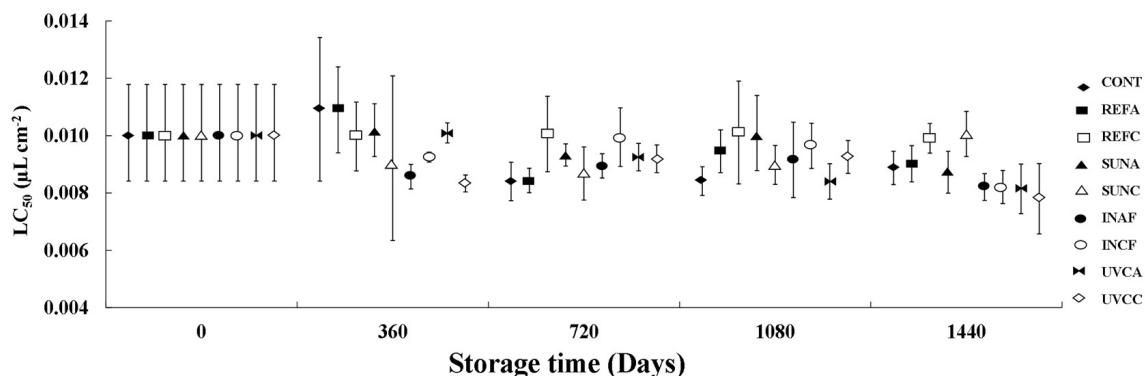 0.014
0.012
0.010
0.008
0.006
0.004
LC50 (µL cm-2)
0 360 720 1080 1440
Storage time (Days)
CONT
REFA
REFC
SUNA
SUNC
INAF
INCF
UVCA
UVCC